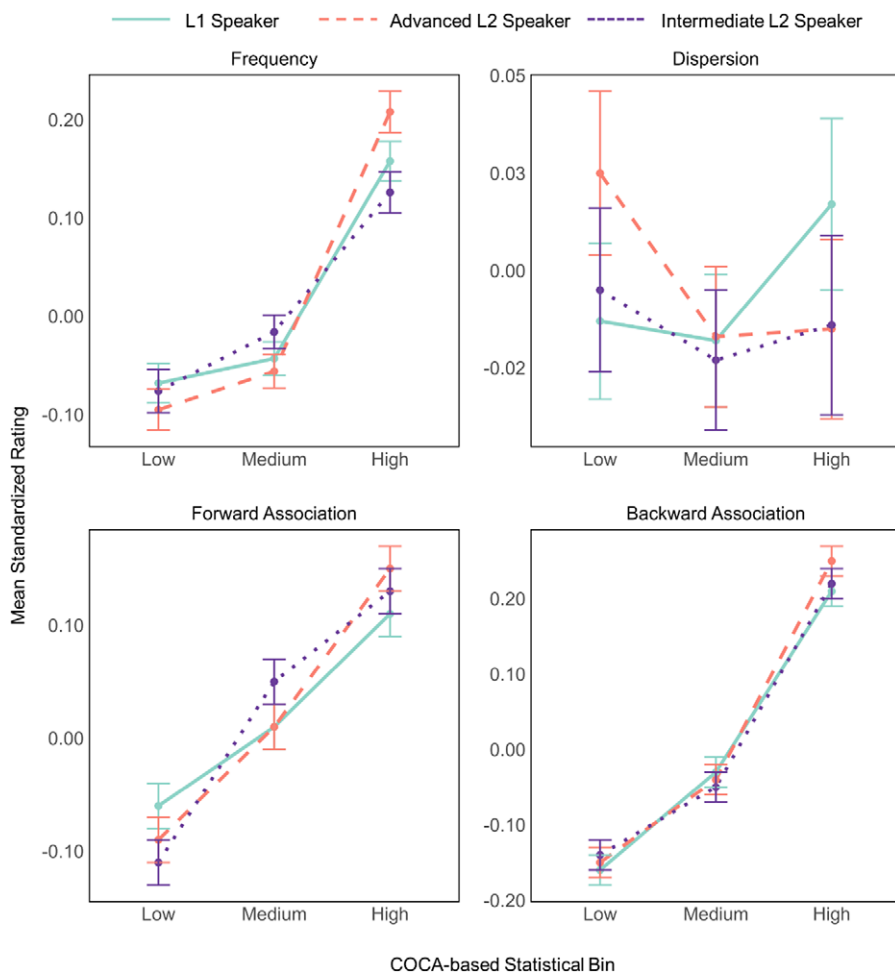 L1 Speaker Advanced L2 Speaker Intermediate L2 Speaker
Frequency
Dispersion
0.20
0.10
0.00
-0.10
Low Medium High
0.05
0.03
0.00
-0.02
Low Medium High
Mean Standardized Rating
Forward Association
Backward Association
0.10
0.00
-0.10
Low Medium High
0.20
0.10
0.00
-0.10
-0.20
Low Medium High
COCA-based Statistical Bin